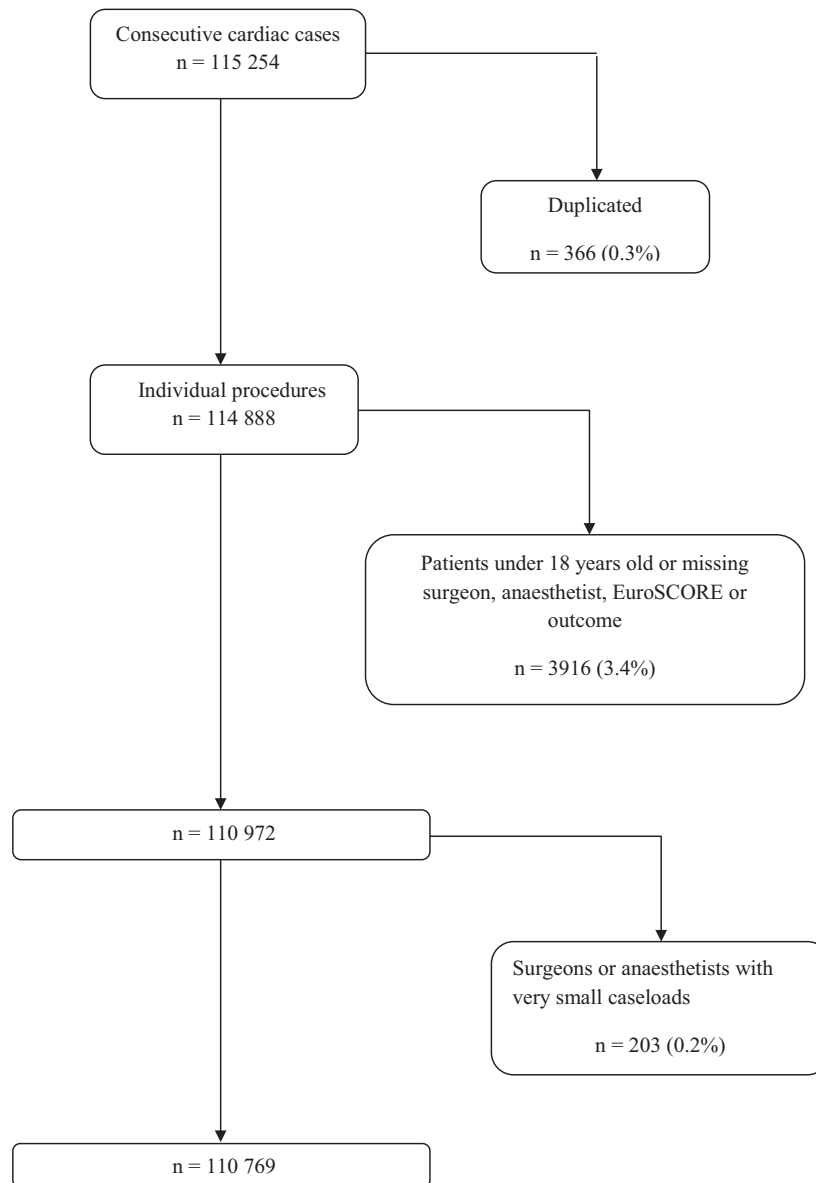 Consecutive cardiac cases
n = 115 254
Duplicated
n = 366 (0.3%)
Individual procedures
n = 114 888
Patients under 18 years old or missing
surgeon, anaesthetist, EuroSCORE or
outcome
n = 3916 (3.4%)
n = 110 972
Surgeons or anaesthetists with
very small caseloads
n = 203 (0.2%)
n = 110 769